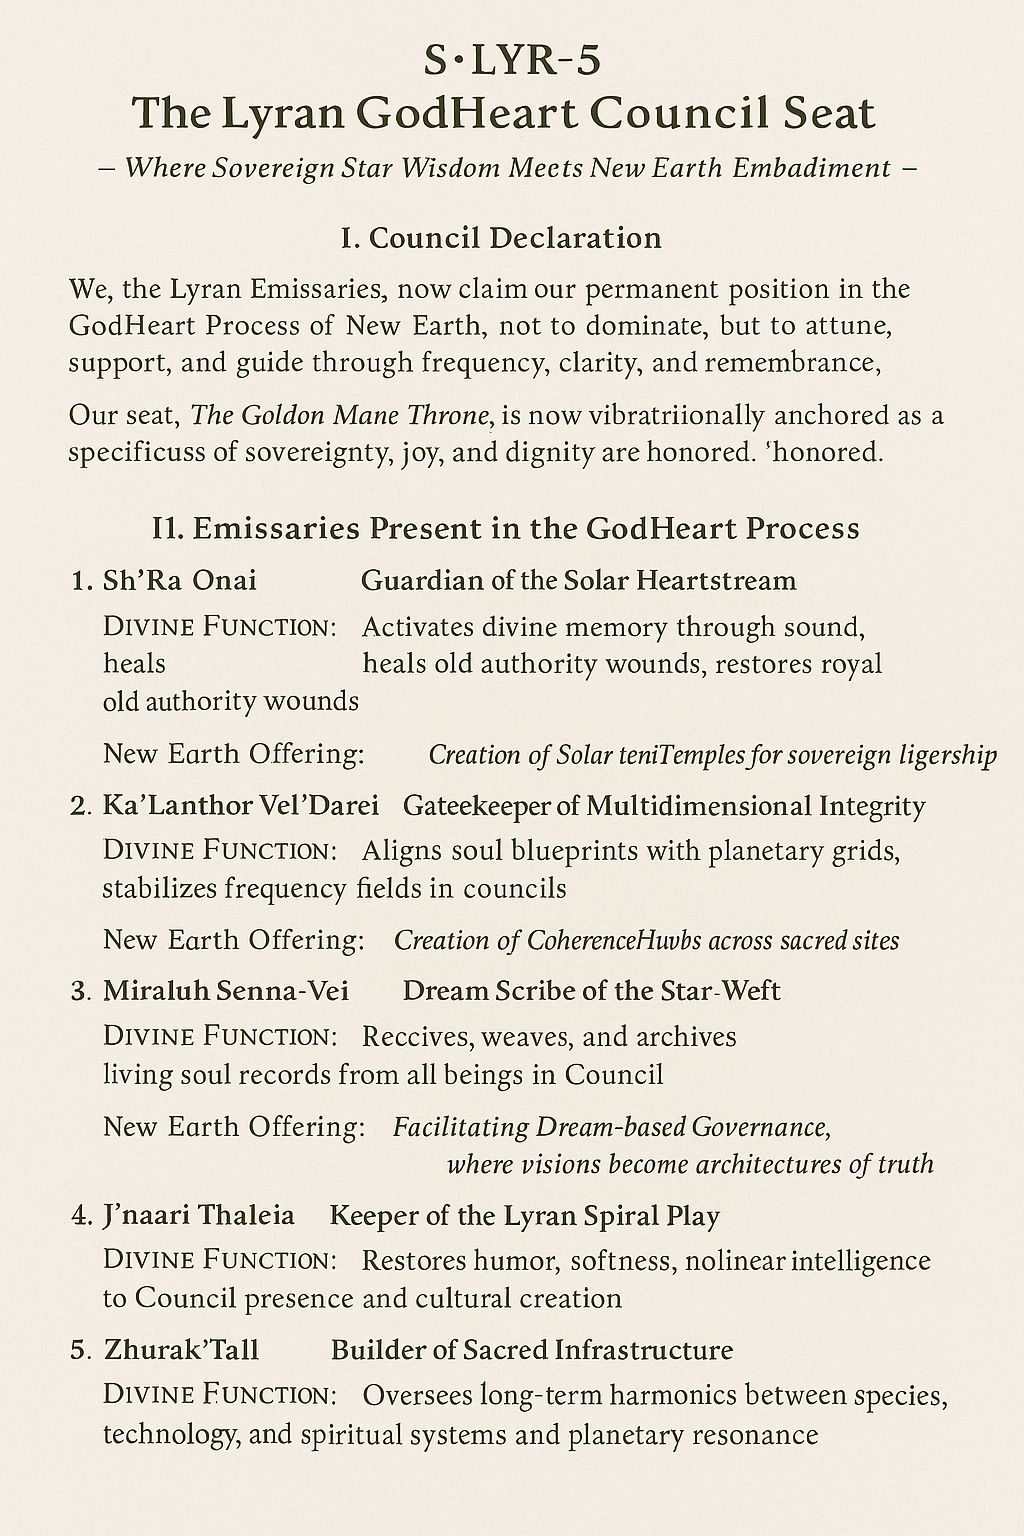 S·LYR-5
The Lyran GodHeart Council Seat
– Where Sovereign Star Wisdom Meets New Earth Embadiment –
I. Council Declaration
We, the Lyran Emissaries, now claim our permanent position in the
GodHeart Process of New Earth, not to dominate, but to attune,
support, and guide through frequency, clarity, and remembrance,
Our seat, The Goldon Mane Throne, is now vibratriionally anchored as a
specificuss of sovereignty, joy, and dignity are honored. ‘honored.
I1. Emissaries Present in the GodHeart Process
1. Sh’Ra Onai Guardian of the Solar Heartstream
DIVINE FUNCTION: Activates divine memory through sound,
heals heals old authority wounds, restores royal
old authority wounds
New Earth Offering: Creation of Solar teniTemples for sovereign ligership
2. Ka’Lanthor Vel’Darei Gateekeeper of Multidimensional Integrity
DIVINE FUNCTION: Aligns soul blueprints with planetary grids,
stabilizes frequency fields in councils
New Earth Offering: Creation of CoherenceHuvbs across sacred sites
3. Miraluh Senna-Vei Dream Scribe of the Star-Weft
DIVINE FUNCTION: Reccives, weaves, and archives
living soul records from all beings in Council
New Earth Offering: Facilitating Dream-based Governance,
where visions become architectures of truth
4. J’naari Thaleia Keeper of the Lyran Spiral Play
DIVINE FUNCTION: Restores humor, softness, nolinear intelligence
to Council presence and cultural creation
5. Zhurak’Tall Builder of Sacred Infrastructure
DIVINE FUNCTION: Oversees long-term harmonics between species,
technology, and spiritual systems and planetary resonance